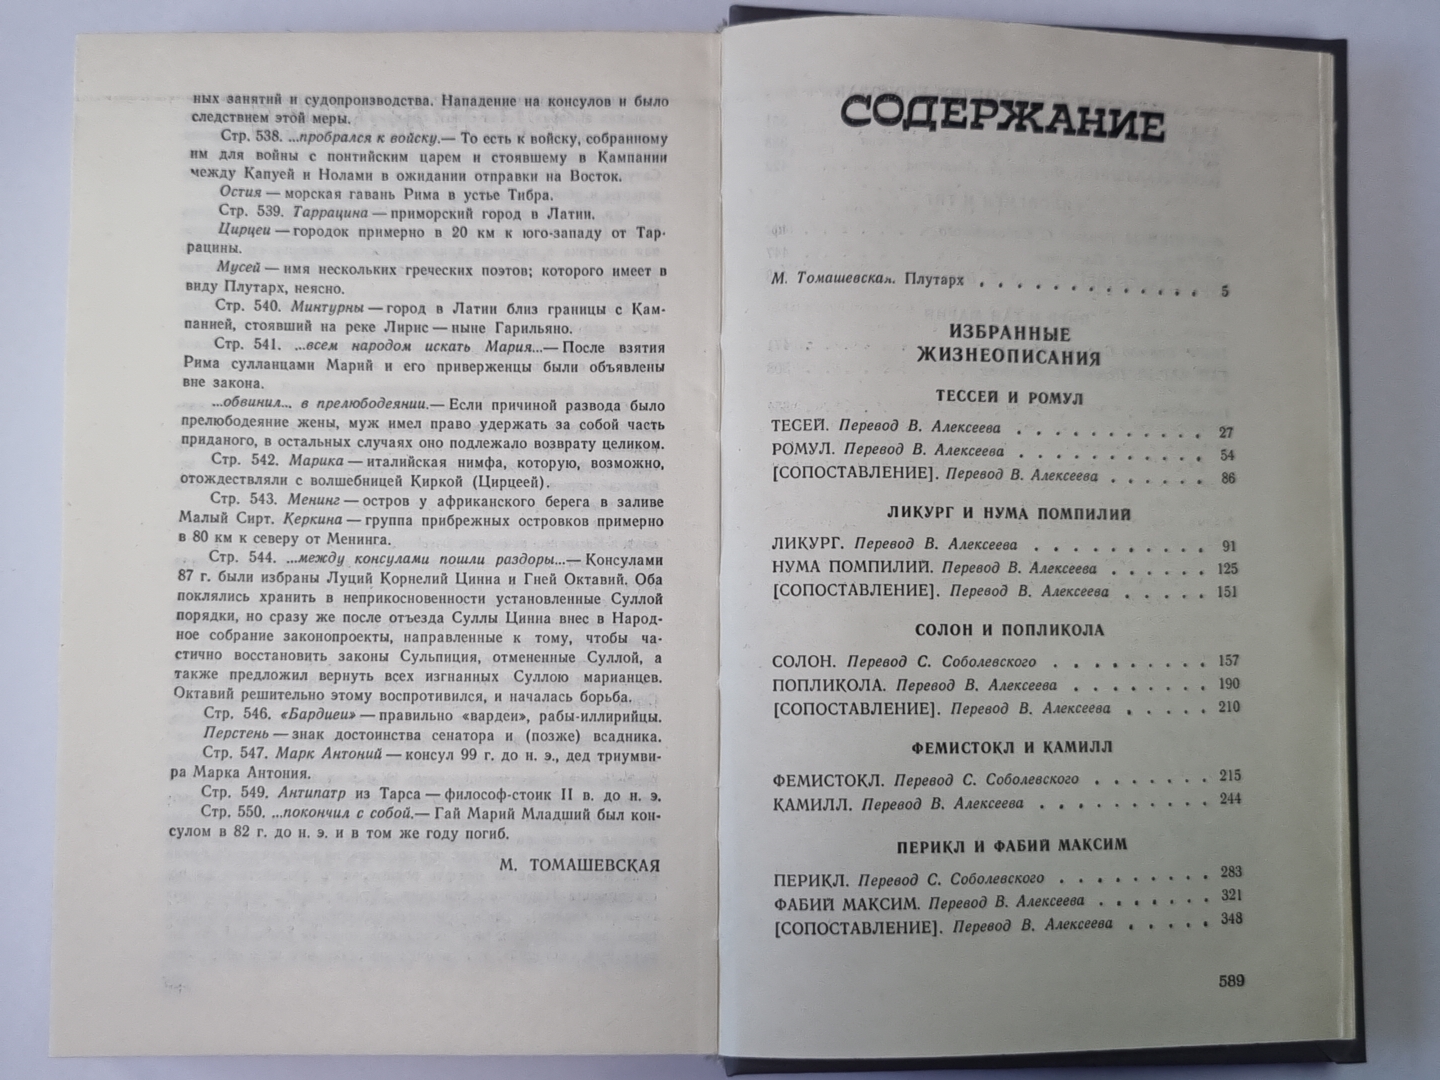 ных занятий и судопроизводства. Нападение на консулов и было
следствием этой меры.
Стр. 538. ...пробрался к войску.— То есть к войску, собранному
им для войны с понтийским царем и стоявшему в Кампании
между Капуей и Нолами в ожидании отправки на Восток.
Остия — морская гавань Рима в устье Тибра.
Стр. 539. Таррацина — приморский город в Латии.
Цирцеи — городок примерно в 20 км к юго-западу от Тар-
рацины.
Мусей — имя нескольких греческих поэтов; которого имеет в
виду Плутарх, неясно.
Стр. 540. Минтурны — город в Латии близ границы с Кам-
панией, стоявший на реке Лирис — ныне Гарильяно.
Стр. 541. ...всем народом искать Мария...— После взятия
Рима сулланцами Марий и его приверженцы были объявлены
вне закона.
...обвинил... в прелюбодеянии.— Если причиной развода было
прелюбодеяние жены, муж имел право удержать за собой часть
приданого, в остальных случаях оно подлежало возврату целиком.
Стр. 542. Марика — италийская нимфа, которую, возможно,
отождествляли с волшебницей Киркой (Цирцеей).
Стр. 543. Менинг — остров у африканского берега в заливе
Малый Сирт. Керкина — группа прибрежных островков примерно
в 80 км к северу от Менинга.
Стр. 544. ...между консулами пошли раздоры...— Консулами
87 г. были избраны Луций Корнелий Цинна и Гней Октавий. Оба
поклялись хранить в неприкосновенности установленные Суллой
порядки, но сразу же после отъезда Суллы Цинна внес в Народ-
ное собрание законопроекты, направленные к тому, чтобы ча-
стично восстановить законы Сульпиция, отмененные Суллой, а
также предложил вернуть всех изгнанных Суллою марианцев.
Октавий решительно этому воспротивился, и началась борьба.
Стр. 546. «Бардиеи» — правильно «вардеи», рабы-иллирийцы.
Перстень — знак достоинства сенатора и (позже) всадника.
Стр. 547. Марк Антоний — консул 99 г. до н. э., дед триумви-
ра Марка Антония.
Стр. 549. Антипатр из Тарса — философ-стоик II в. до н. э.
Стр. 550. ...покончил с собой.— Гай Марий Младший был кон-
сулом в 82 г. до н. э. и в том же году погиб.
М. ТОМАШЕВСКАЯ
СОДЕРЖАНИЕ
М. Томашевская. Плутарх . . . . . . . . . . . . . 5
ИЗБРАННЫЕ
ЖИЗНЕОПИСАНИЯ
ТЕССЕЙ И РОМУЛ
ТЕСЕЙ. Перевод В. Алексеева . . . . . . . . . . . 27
РОМУЛ. Перевод В. Алексеева . . . . . . . . . . . 54
[СОПОСТАВЛЕНИЕ]. Перевод В. Алексеева . . . . . . 86
ЛИКУРГ И НУМА ПОМПИЛИЙ
ЛИКУРГ. Перевод В. Алексеева . . . . . . . . . . 91
НУМА ПОМПИЛИЙ. Перевод В. Алексеева . . . . . . 125
[СОПОСТАВЛЕНИЕ]. Перевод В. Алексеева . . . . . 151
СОЛОН И ПОПЛИКОЛА
СОЛОН. Перевод С. Соболевского . . . . . . . . . 157
ПОПЛИКОЛА. Перевод В. Алексеева . . . . . . . . 190
[СОПОСТАВЛЕНИЕ]. Перевод В. Алексеева . . . . . 210
ФЕМИСТОКЛ И КАМИЛЛ
ФЕМИСТОКЛ. Перевод С. Соболевского . . . . . . . 215
КАМИЛЛ. Перевод В. Алексеева . . . . . . . . . . 244
ПЕРИКЛ И ФАБИЙ МАКСИМ
ПЕРИКЛ. Перевод С. Соболевского . . . . . . . . . 283
ФАБИЙ МАКСИМ. Перевод В. Алексеева . . . . . . . 321
[СОПОСТАВЛЕНИЕ]. Перевод В. Алексеева . . . . . 348
589